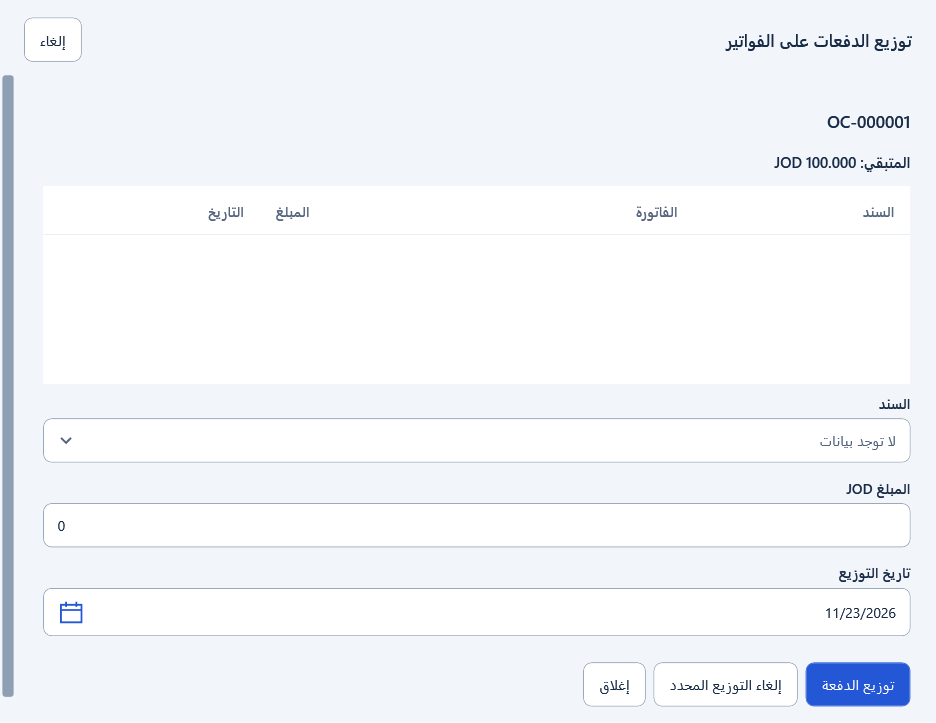 توزيع الدفعات على الفواتير
إلغاء
OC-000001
المتبقي: 100.000 JOD
السند الفاتورة المبلغ التاريخ
السند
لا توجد بيانات
المبلغ JOD
0
تاريخ التوزيع
11/23/2026
توزيع الدفعة إلغاء التوزيع المحدد إغلاق